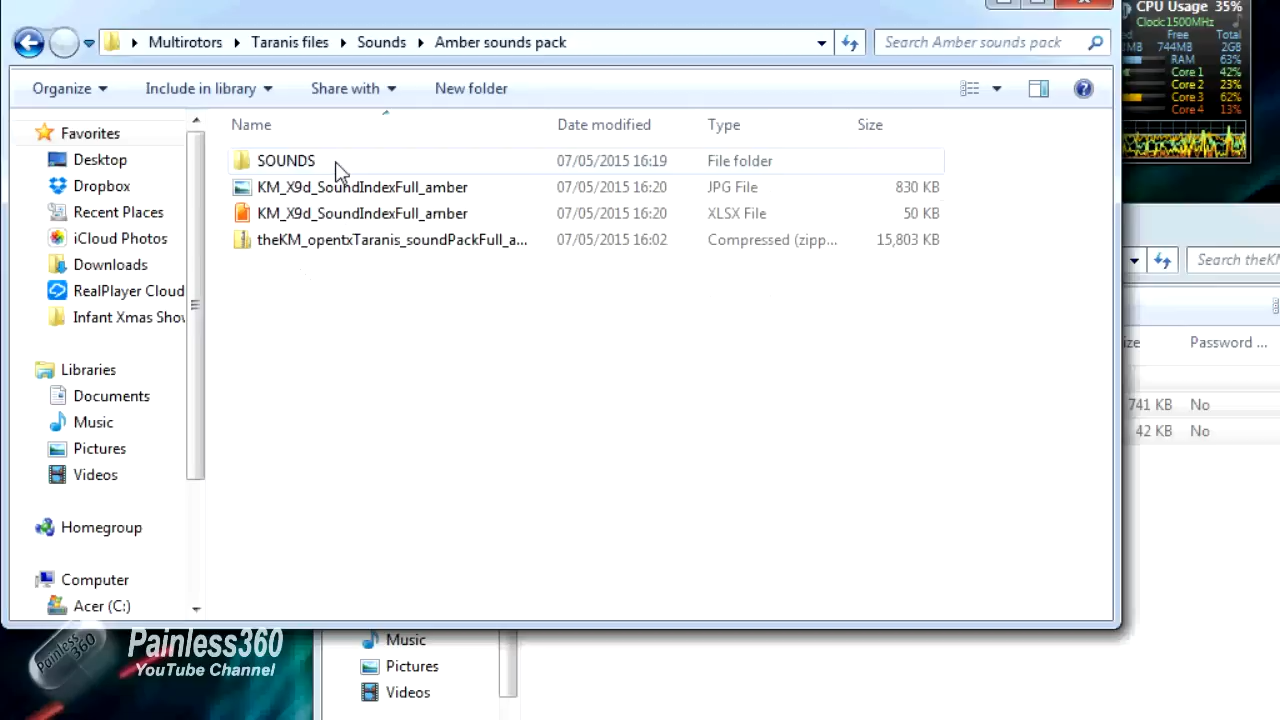 CPU Usage 35%
Clock 1500MHz
Used Free Total
744MB 2GB
RAM 63%
Core 1 42%
Core 2 23%
Core 3 62%
Core 4 13%
Multirotors Taranis files Sounds Amber sounds pack
Search Amber sounds pack
Organize Include in library Share with New folder
Name Date modified Type Size
SOUNDS 07/05/2015 16:19 File folder
KM_X9d_SoundIndexFull_amber 07/05/2015 16:20 JPG File 830 KB
KM_X9d_SoundIndexFull_amber 07/05/2015 16:20 XLSX File 50 KB
theKM_opentxTaranis_soundPackFull_a... 07/05/2015 16:02 Compressed (zipp... 15,803 KB
Favorites
Desktop
Dropbox
Recent Places
iCloud Photos
Downloads
RealPlayer Cloud
Infant Xmas Sho
Libraries
Documents
Music
Pictures
Videos
Homegroup
Computer
Acer (C:)
Search theKM
Password ...
741 KB No
42 KB No
Music
Pictures
Videos
Painless360
Painless360
YouTube Channel